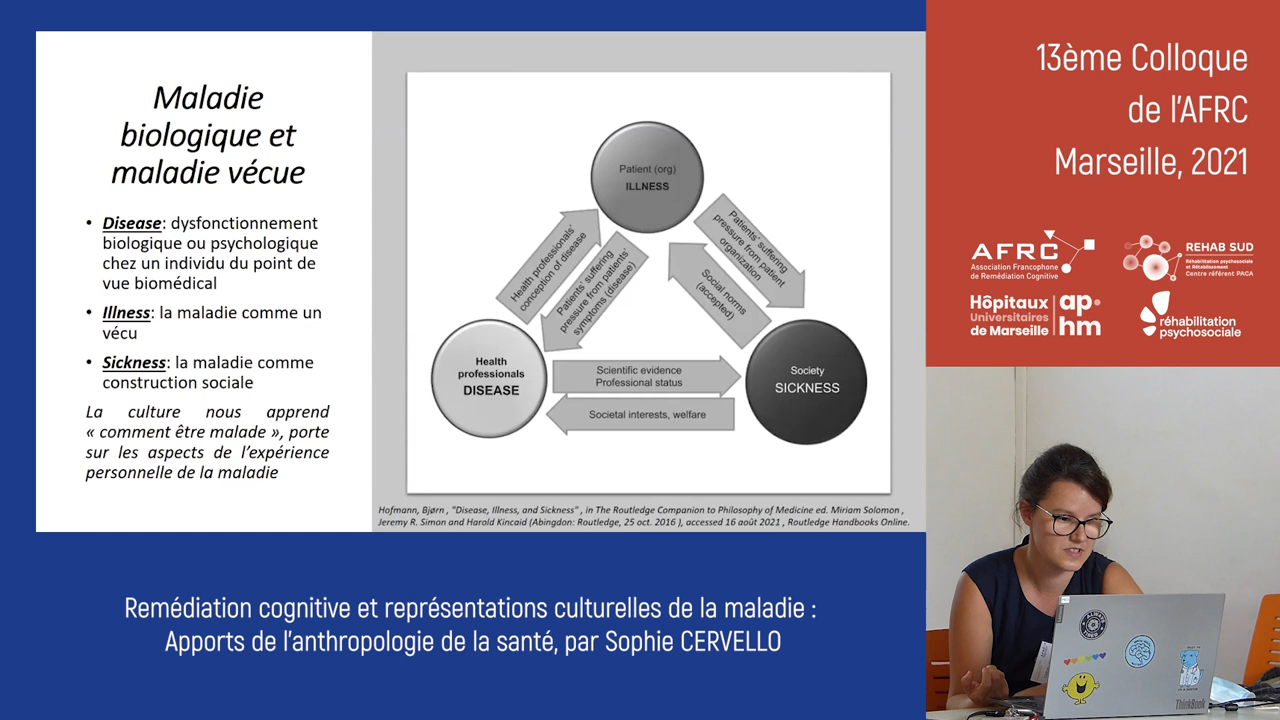 Maladie
biologique et
maladie vécue
• Disease: dysfonctionnement
biologique ou psychologique
chez un individu du point de
vue biomédical
• Illness: la maladie comme un
vécu
• Sickness: la maladie comme
construction sociale
La culture nous apprend
« comment être malade », porte
sur les aspects de l'expérience
personnelle de la maladie
Patient (org)
ILLNESS
Health professionals'
conception of disease
Patients' suffering
pressure from patients'
symptoms (disease)
Patients' suffering
pressure from patient
organization
Social norms
(accepted)
Health
professionals
DISEASE
Scientific evidence
Professional status
Societal interests, welfare
Society
SICKNESS
Hofmann, Bjørn , "Disease, Illness, and Sickness" , in The Routledge Companion to Philosophy of Medicine ed. Miriam Solomon ,
Jeremy R. Simon and Harold Kincaid (Abingdon: Routledge, 25 oct. 2016 ), accessed 16 août 2021 , Routledge Handbooks Online.
13ème Colloque
de l'AFRC
Marseille, 2021
AFRC
Association Francophone
de Remédiation Cognitive
REHAB SUD
Réhabilitation psychosociale
et Rétablissement
Centre référent PACA
Hôpitaux
Universitaires
de Marseille
ap•
hm
réhabilitation
psychosociale
Remédiation cognitive et représentations culturelles de la maladie :
Apports de l'anthropologie de la santé, par Sophie CERVELLO
ThinkBook